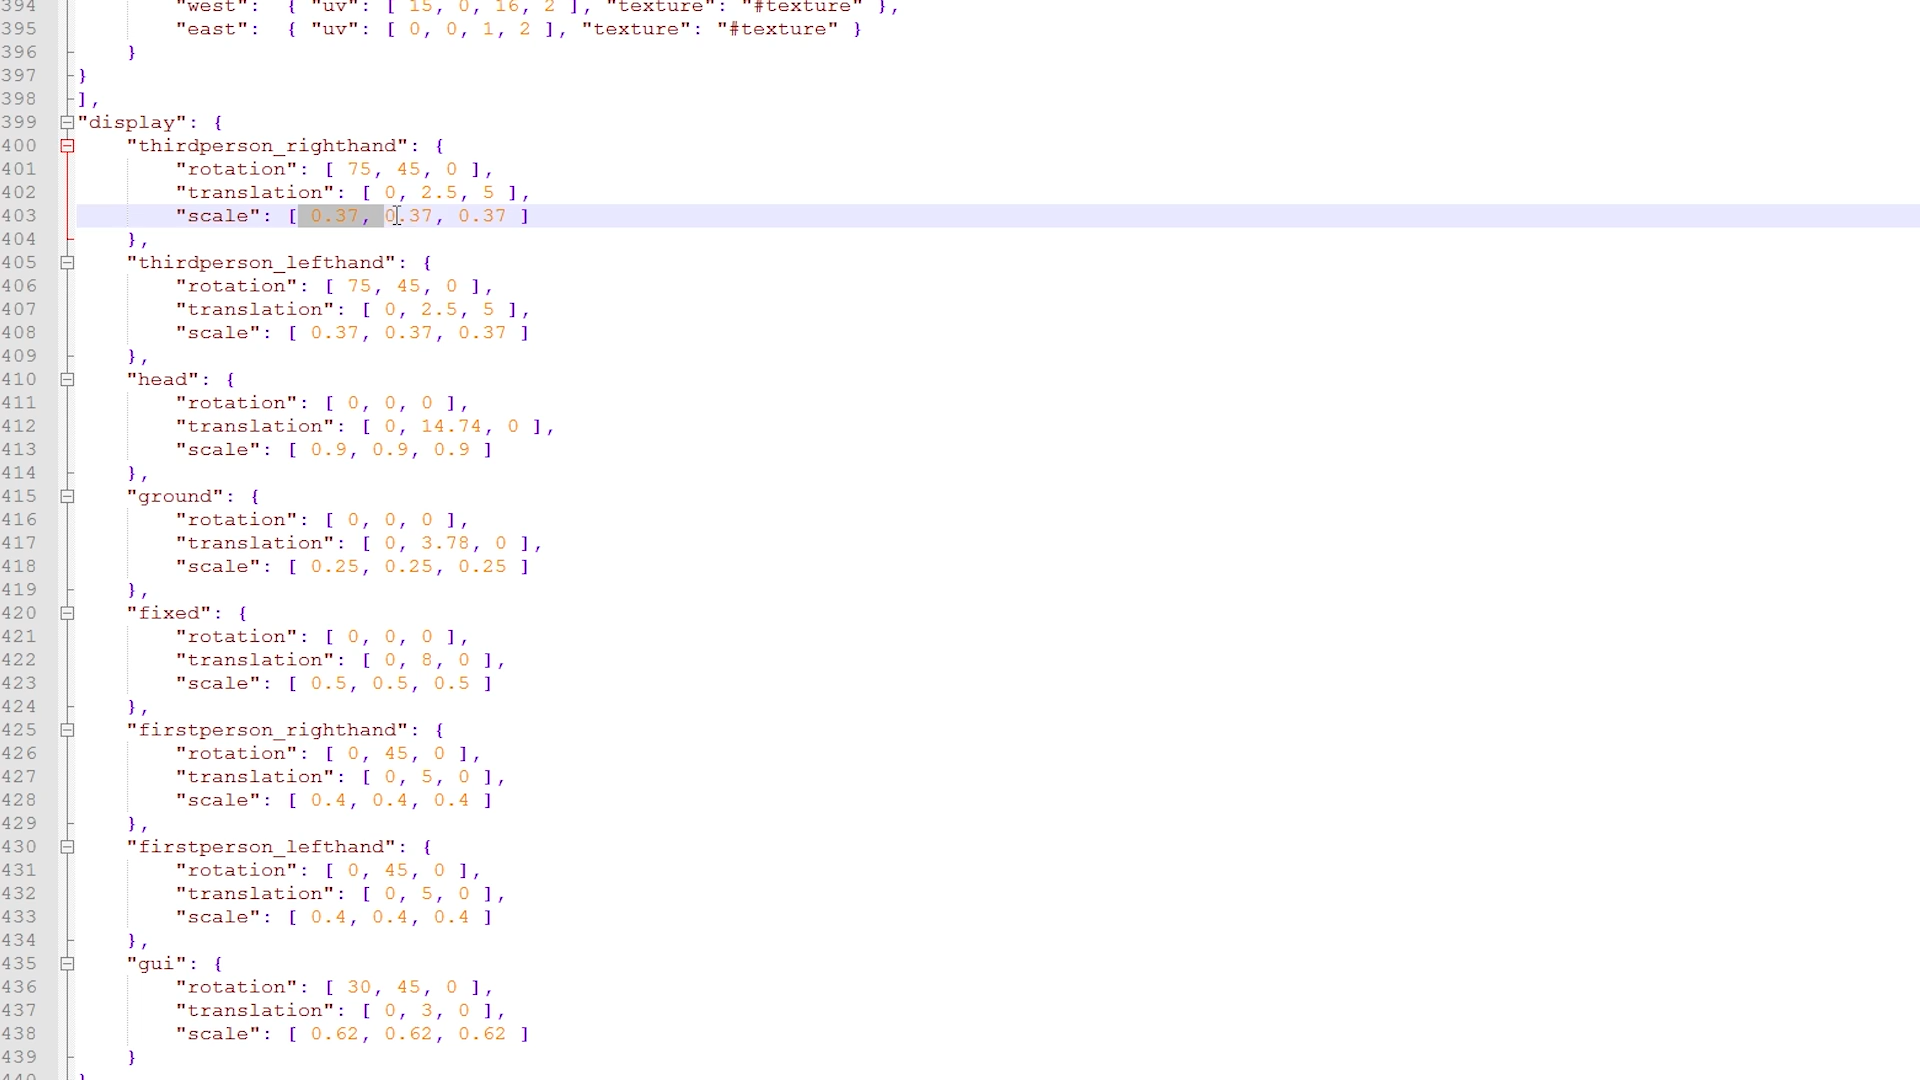 394 "west": { "uv": [ 15, 0, 16, 2 ], "texture": "#texture" },
395 "east": { "uv": [ 0, 0, 1, 2 ], "texture": "#texture" }
396 }
397 }
398 ],
399 "display": {
400 "thirdperson_righthand": {
401 "rotation": [ 75, 45, 0 ],
402 "translation": [ 0, 2.5, 5 ],
403 "scale": [ 0.37, 0.37, 0.37 ]
404 },
405 "thirdperson_lefthand": {
406 "rotation": [ 75, 45, 0 ],
407 "translation": [ 0, 2.5, 5 ],
408 "scale": [ 0.37, 0.37, 0.37 ]
409 },
410 "head": {
411 "rotation": [ 0, 0, 0 ],
412 "translation": [ 0, 14.74, 0 ],
413 "scale": [ 0.9, 0.9, 0.9 ]
414 },
415 "ground": {
416 "rotation": [ 0, 0, 0 ],
417 "translation": [ 0, 3.78, 0 ],
418 "scale": [ 0.25, 0.25, 0.25 ]
419 },
420 "fixed": {
421 "rotation": [ 0, 0, 0 ],
422 "translation": [ 0, 8, 0 ],
423 "scale": [ 0.5, 0.5, 0.5 ]
424 },
425 "firstperson_righthand": {
426 "rotation": [ 0, 45, 0 ],
427 "translation": [ 0, 5, 0 ],
428 "scale": [ 0.4, 0.4, 0.4 ]
429 },
430 "firstperson_lefthand": {
431 "rotation": [ 0, 45, 0 ],
432 "translation": [ 0, 5, 0 ],
433 "scale": [ 0.4, 0.4, 0.4 ]
434 },
435 "gui": {
436 "rotation": [ 30, 45, 0 ],
437 "translation": [ 0, 3, 0 ],
438 "scale": [ 0.62, 0.62, 0.62 ]
439 }
440 }